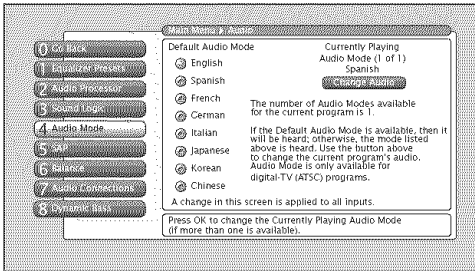 Main Menu ▸ Audio
0 Go Back
1 Equalizer Presets
2 Audio Processor
3 Sound Logic
4 Audio Mode
5 SAP
6 Balance
7 Audio Connections
8 Dynamic Bass
Default Audio Mode
English
Spanish
French
German
Italian
Japanese
Korean
Chinese
Currently Playing
Audio Mode (1 of 1)
Spanish
Change Audio
The number of Audio Modes available
for the current program is 1.
If the Default Audio Mode is available, then it
will be heard; otherwise, the mode listed
above is heard. Use the button above
to change the current program's audio.
Audio Mode is only available for
digital-TV (ATSC) programs.
A change in this screen is applied to all inputs.
Press OK to change the Currently Playing Audio Mode
(if more than one is available).